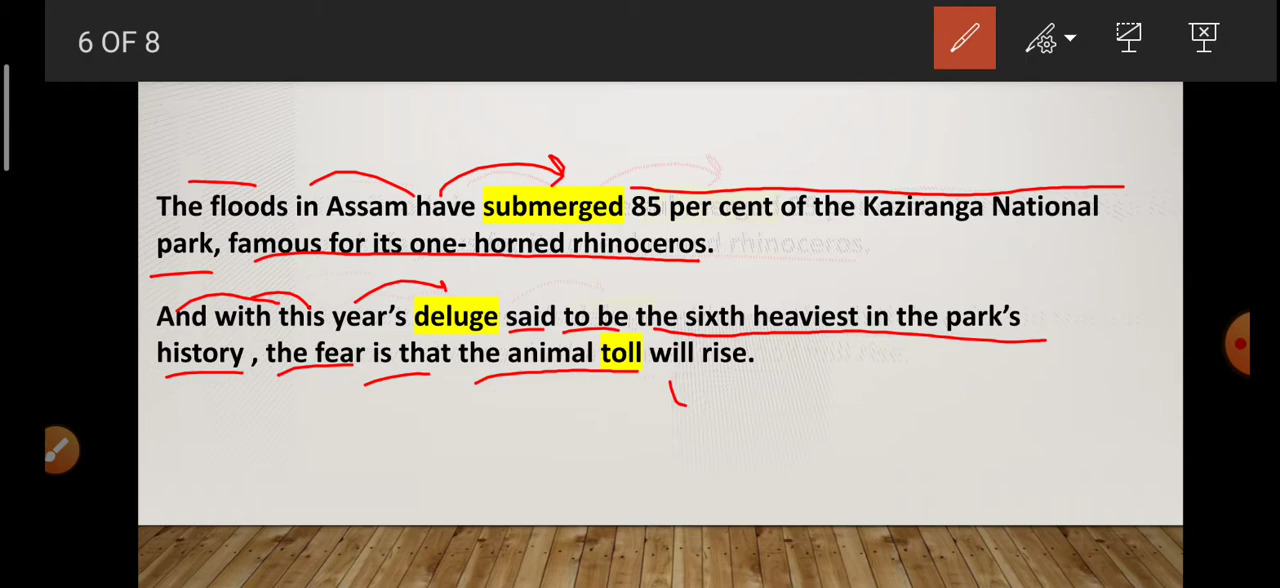 6 OF 8
The floods in Assam have submerged 85 per cent of the Kaziranga National
park, famous for its one- horned rhinoceros.
And with this year's deluge said to be the sixth heaviest in the park's
history , the fear is that the animal toll will rise.